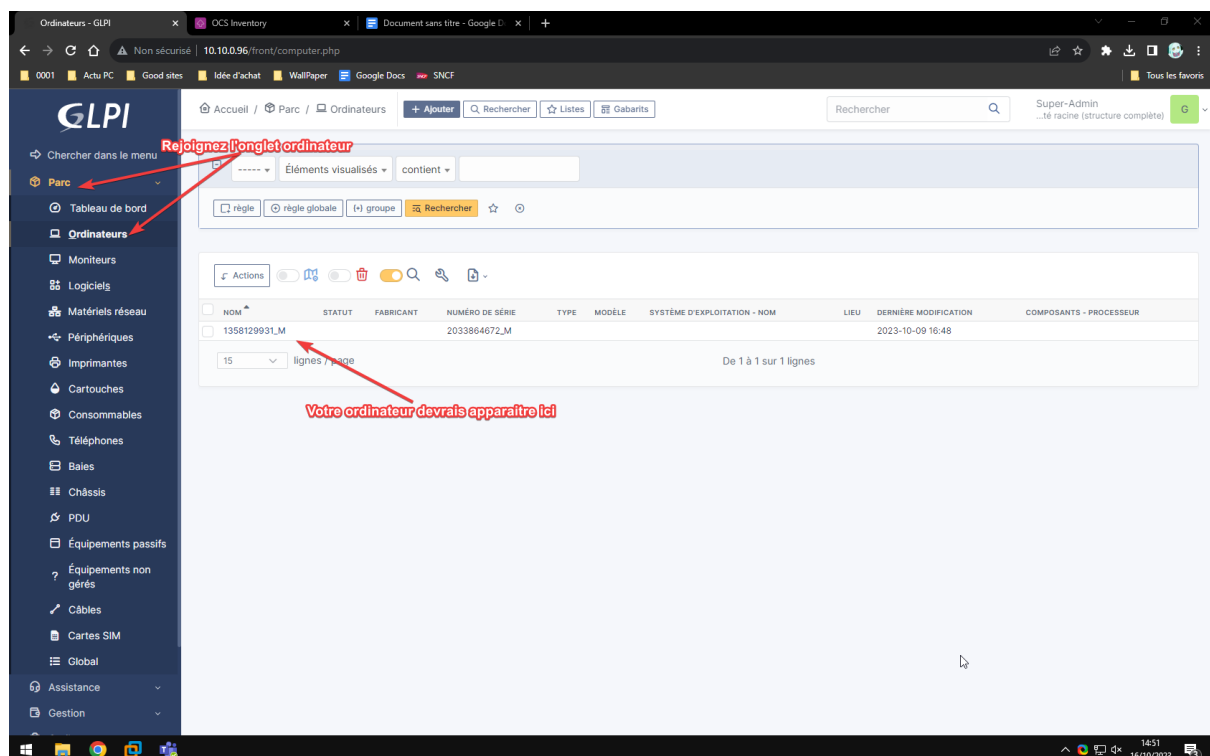 Ordinateurs - GLPI
OCS Inventory
Document sans titre - Google D
Non sécurisé
10.10.0.96/front/computer.php
0001
Actu PC
Good sites
Idée d'achat
WallPaper
Google Docs
SNCF
Tous les favoris
GLPI
Accueil / Parc / Ordinateurs
+ Ajouter
Rechercher
Listes
Gabarits
Rechercher
Super-Admin
...té racine (structure complète)
G
Rejoignez l'onglet ordinateur
Chercher dans le menu
Parc
Tableau de bord
Ordinateurs
Moniteurs
Logiciels
Matériels réseau
Périphériques
Imprimantes
Cartouches
Consommables
Téléphones
Baies
Châssis
PDU
Équipements passifs
Équipements non
gérés
Câbles
Cartes SIM
Global
Assistance
Gestion
-----
Éléments visualisés
contient
règle
règle globale
(+) groupe
Rechercher
Actions
NOM STATUT FABRICANT NUMÉRO DE SÉRIE TYPE MODÈLE SYSTÈME D'EXPLOITATION - NOM LIEU DERNIÈRE MODIFICATION COMPOSANTS - PROCESSEUR
1358129931_M 2033864672_M 2023-10-09 16:48
15 lignes / page De 1 à 1 sur 1 lignes
Votre ordinateur devrais apparaitre ici
14:51
16/10/2023